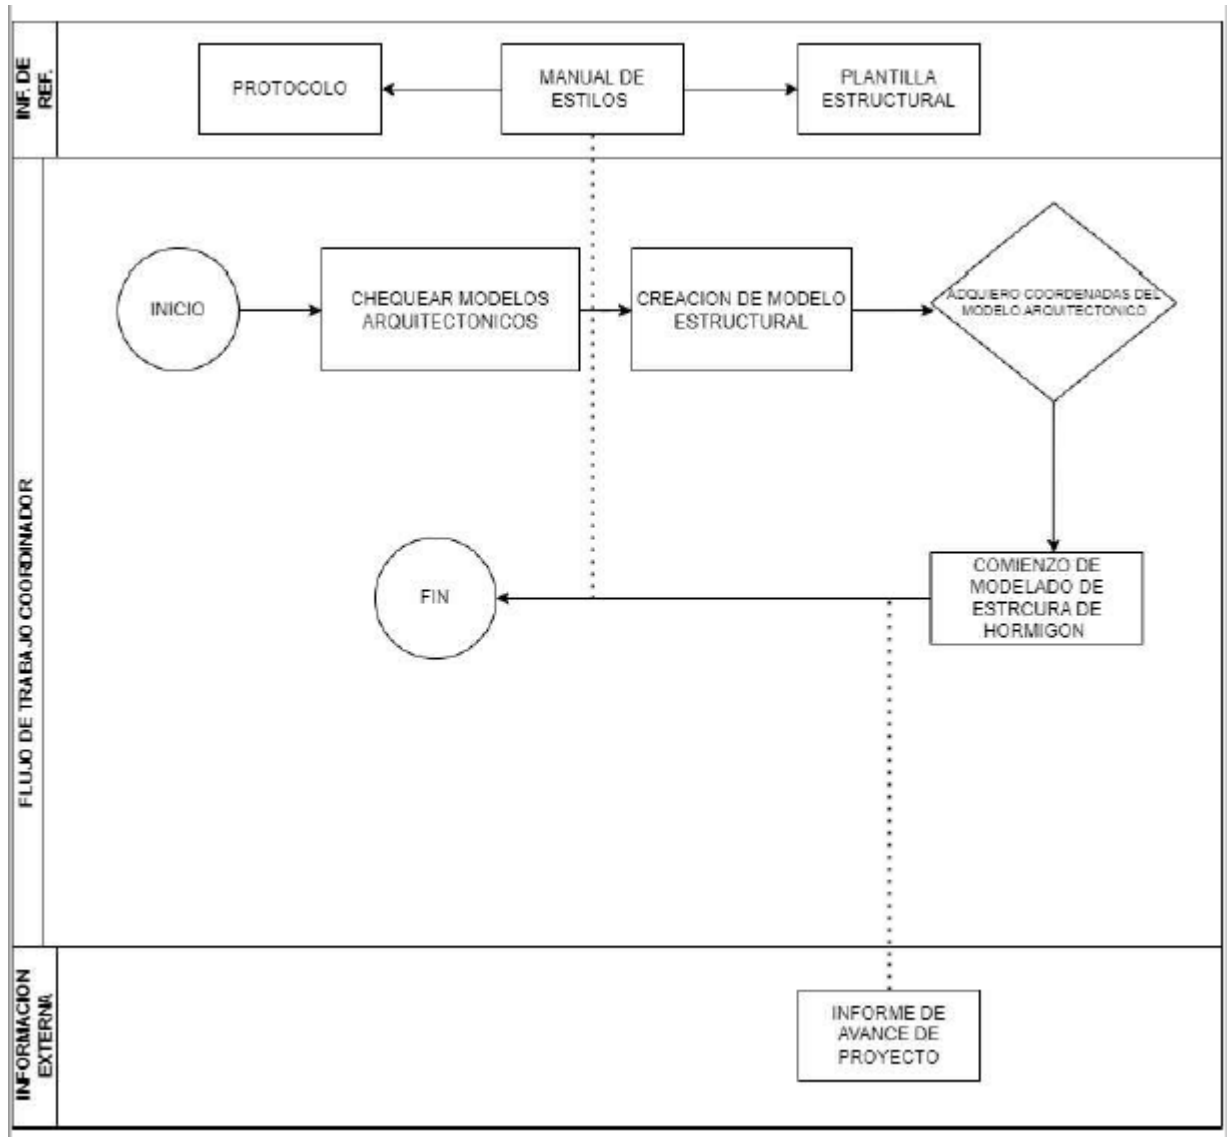 INF. DE
REF.
PROTOCOLO
MANUAL DE
ESTILOS
PLANTILLA
ESTRUCTURAL
FLUJO DE TRABAJO COORDINADOR
INICIO
CHEQUEAR MODELOS
ARQUITECTONICOS
CREACION DE MODELO
ESTRUCTURAL
ADQUIERO COORDENADAS DEL
MODELO ARQUITECTONICO
COMIENZO DE
MODELADO DE
ESTRCURA DE
HORMIGON
FIN
INFORMACION
EXTERNA
INFORME DE
AVANCE DE
PROYECTO